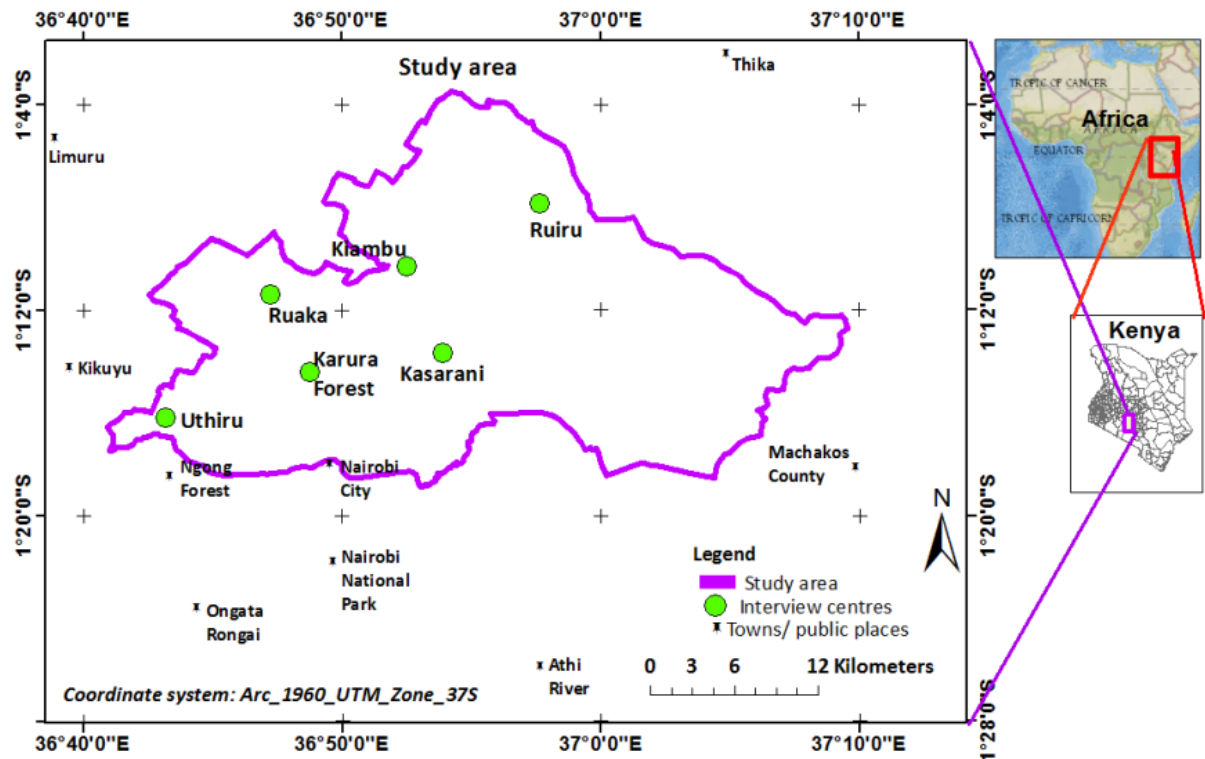 36°40'0"E 36°50'0"E 37°0'0"E 37°10'0"E
Study area
Thika
1°4'0"S
1°4'0"S
Limuru
Ruiru
Kiambu
Ruaka
1°12'0"S
1°12'0"S
Karura
Forest
Kasarani
Kikuyu
Uthiru
Ngong
Forest
Nairobi
City
Machakos
County
1°20'0"S
1°20'0"S
N
Nairobi
National
Park
Ongata
Rongai
Athi
River
Legend
Study area
Interview centres
Towns/ public places
0 3 6 12 Kilometers
Coordinate system: Arc_1960_UTM_Zone_37S
1°28'0"S
36°40'0"E 36°50'0"E 37°0'0"E 37°10'0"E
TROPIC OF CANCER
Africa
AFRICA
EQUATOR
TROPIC OF CAPRICORN
Kenya